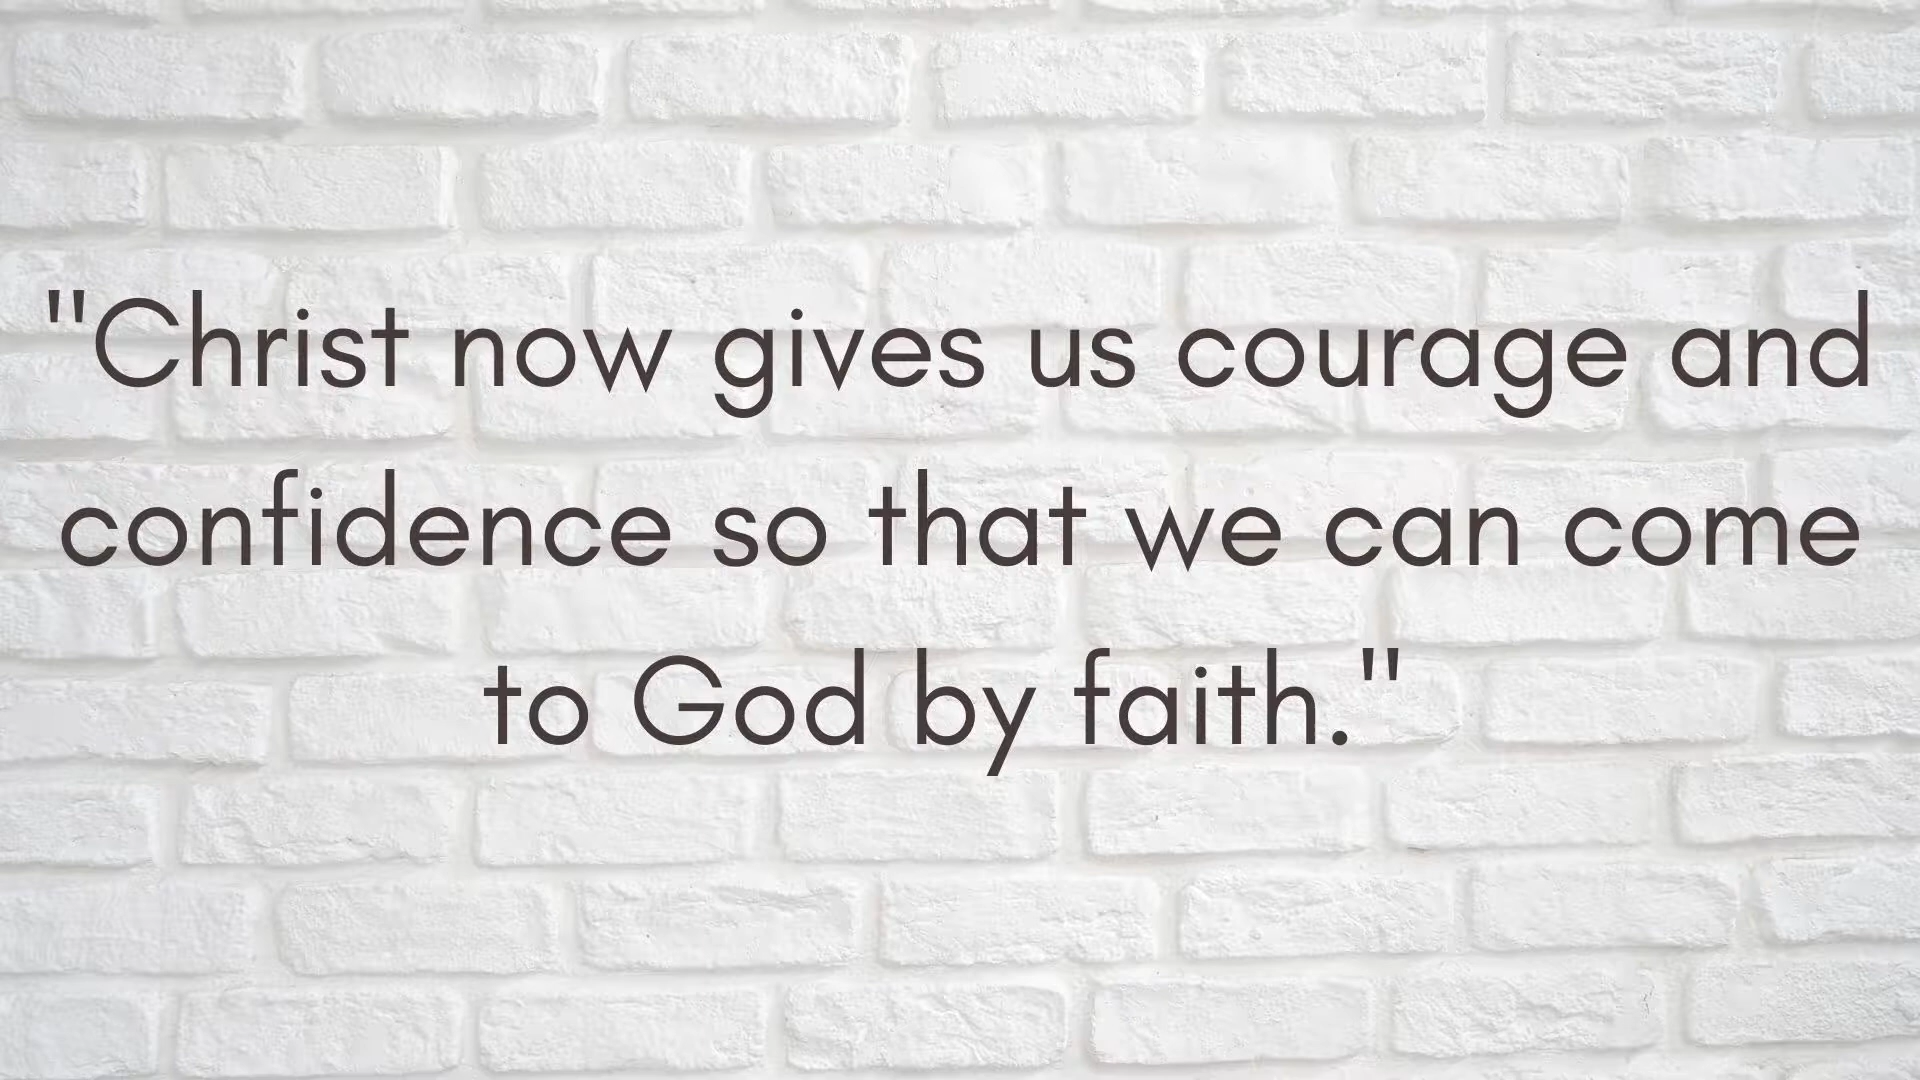 "Christ now gives us courage and
confidence so that we can come
to God by faith."